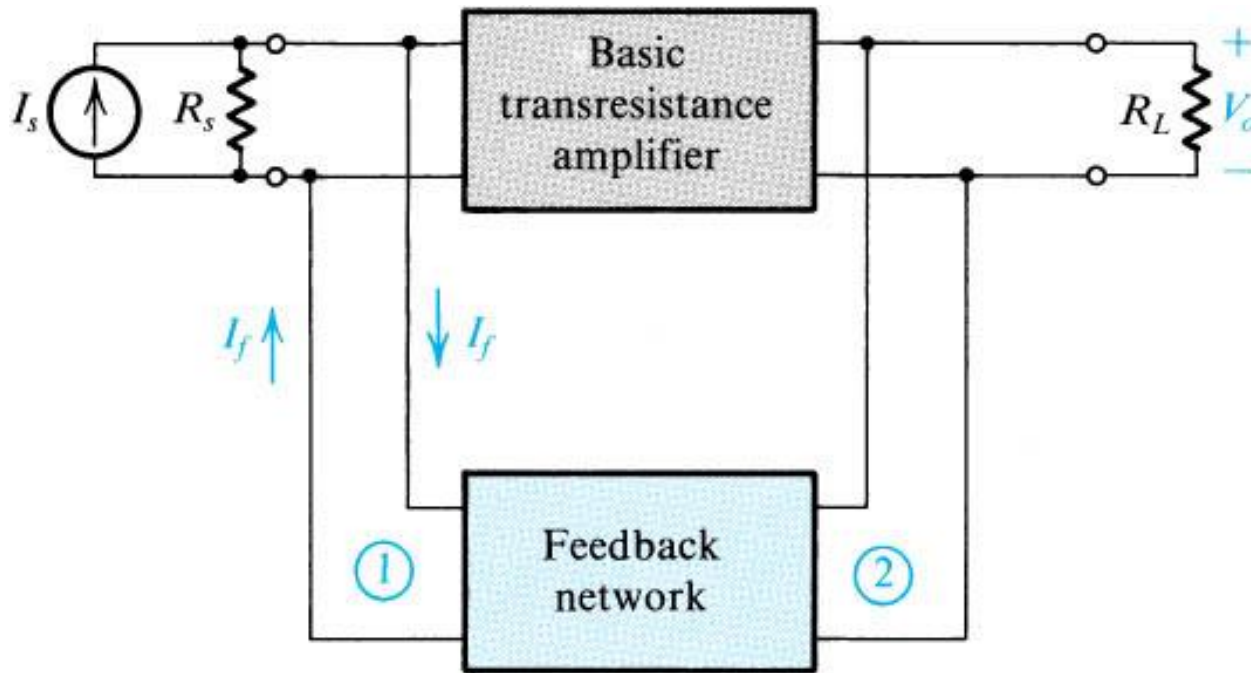 Basic
transresistance
amplifier
I_s
R_s
R_L
+
V_o
−
I_f
I_f
1
Feedback
network
2